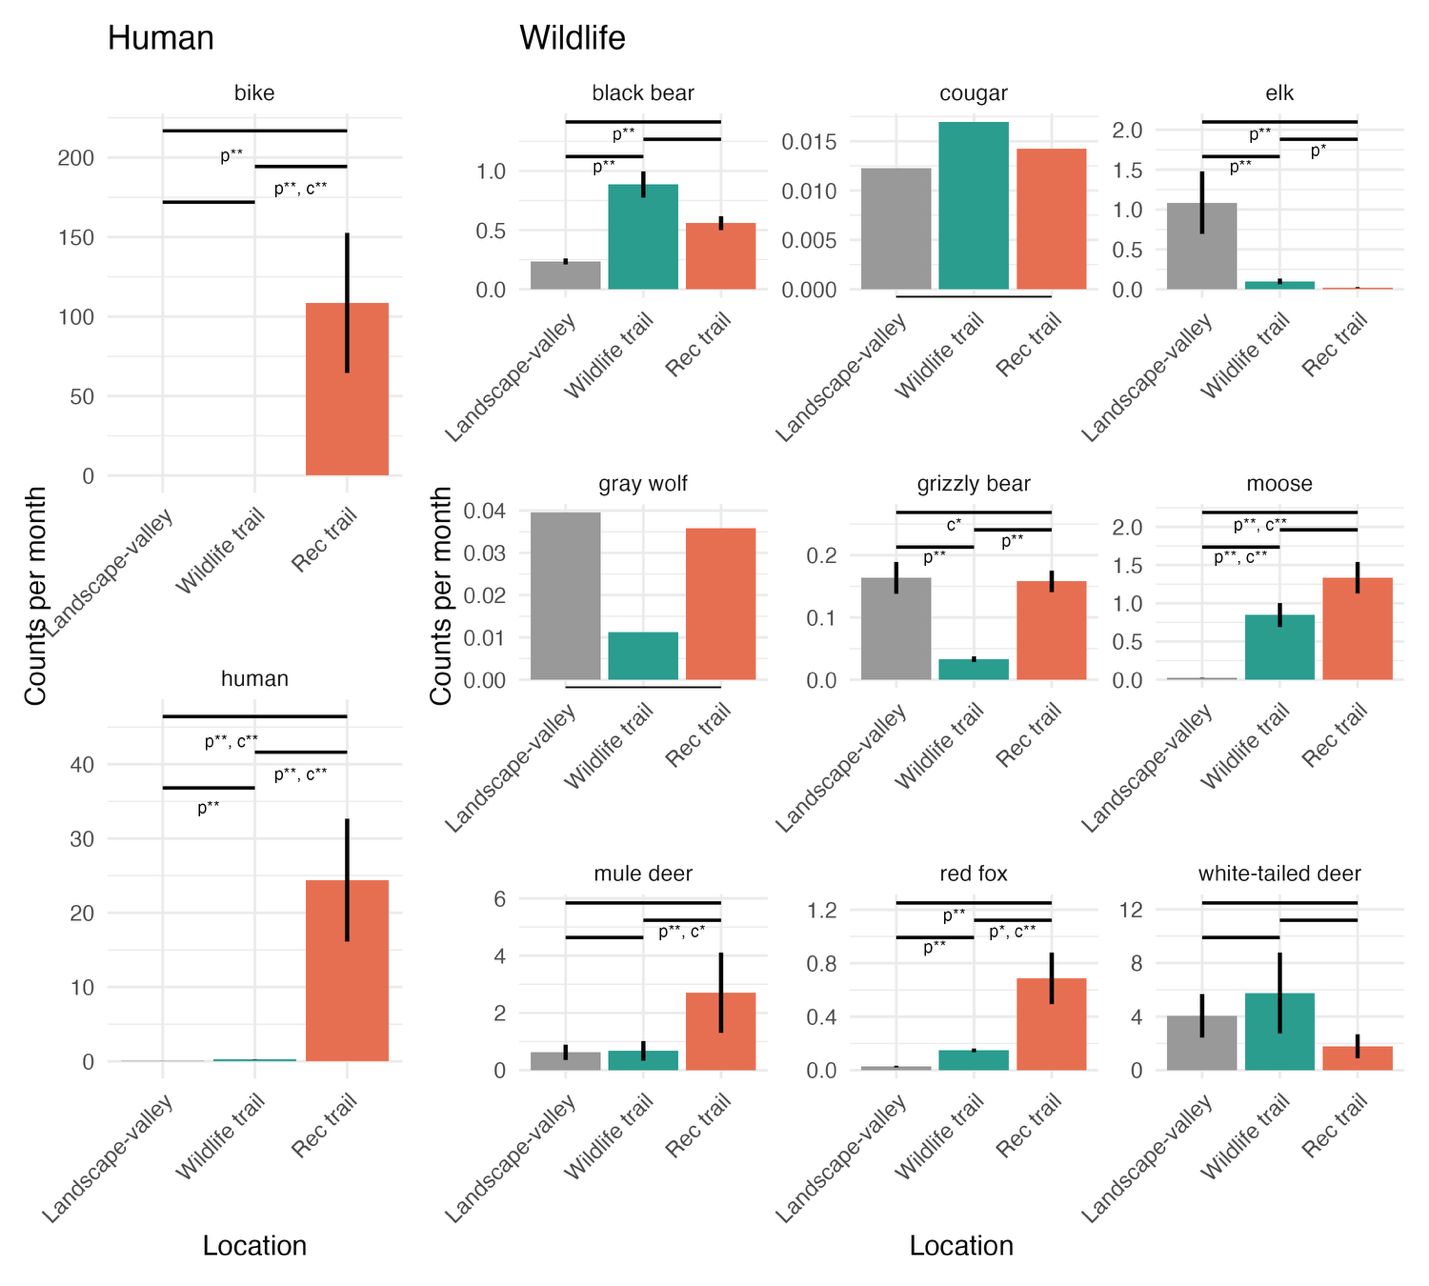 Human
bike
200
150
100
50
0
p**
p**, c**
Landscape-valley
Wildlife trail
Rec trail
human
40
30
20
10
0
p**, c**
p**, c**
p**
Landscape-valley
Wildlife trail
Rec trail
Counts per month
Location
Wildlife
black bear
1.0
0.5
0.0
p**
p**
Landscape-valley
Wildlife trail
Rec trail
cougar
0.015
0.010
0.005
0.000
Landscape-valley
Wildlife trail
Rec trail
elk
2.0
1.5
1.0
0.5
0.0
p**
p*
p**
Landscape-valley
Wildlife trail
Rec trail
gray wolf
0.04
0.03
0.02
0.01
0.00
Landscape-valley
Wildlife trail
Rec trail
grizzly bear
0.2
0.1
0.0
c*
p**
p**
Landscape-valley
Wildlife trail
Rec trail
moose
2.0
1.5
1.0
0.5
0.0
p**, c**
p**, c**
Landscape-valley
Wildlife trail
Rec trail
mule deer
6
4
2
0
p**, c*
Landscape-valley
Wildlife trail
Rec trail
red fox
1.2
0.8
0.4
0.0
p**
p*, c**
p**
Landscape-valley
Wildlife trail
Rec trail
white-tailed deer
12
8
4
0
Landscape-valley
Wildlife trail
Rec trail
Counts per month
Location